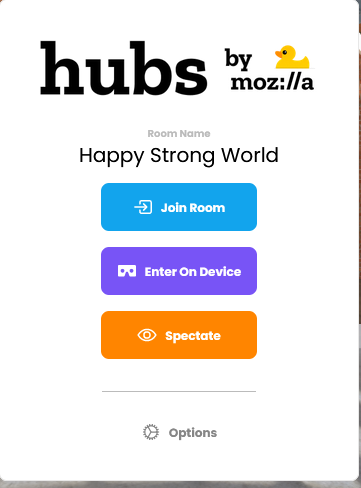 hubs by
moz://a
Room Name
Happy Strong World
Join Room
Enter On Device
Spectate
Options